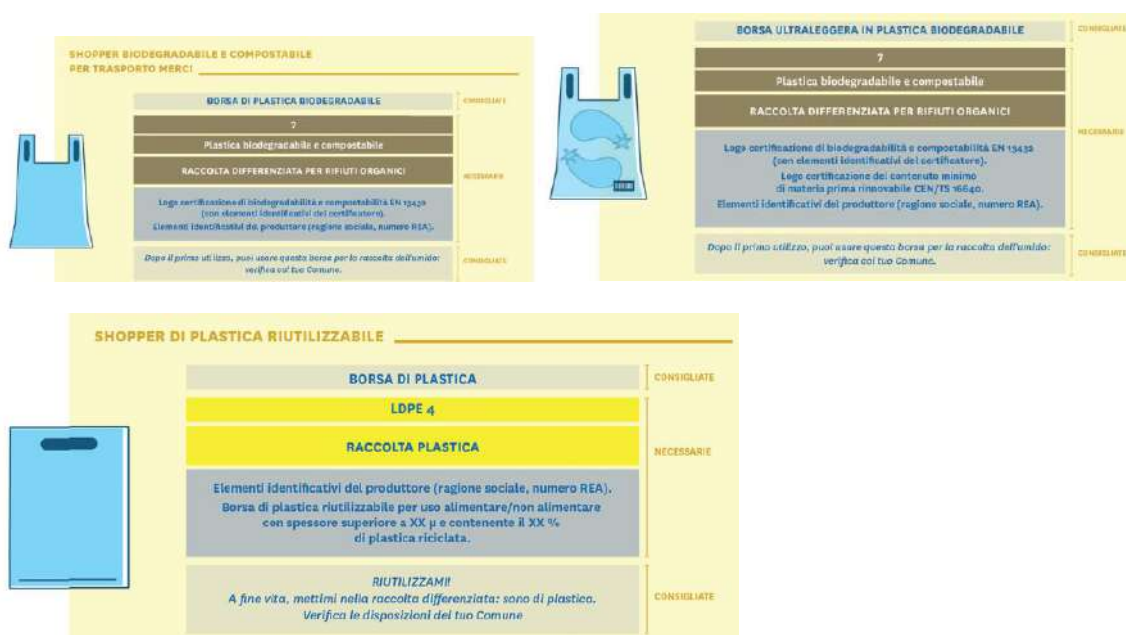 SHOPPER BIODEGRADABILE E COMPOSTABILE
PER TRASPORTO MERCI
BORSA DI PLASTICA BIODEGRADABILE
CONSIGLIATE
7
Plastica biodegradabile e compostabile
RACCOLTA DIFFERENZIATA PER RIFIUTI ORGANICI
NECESSARIE
Logo certificazione di biodegradabilità e compostabilità EN 13432
(con elementi identificativi del certificatore).
Elementi identificativi del produttore (ragione sociale, numero REA).
Dopo il primo utilizzo, puoi usare questa borsa per la raccolta dell'umido:
verifica col tuo Comune.
CONSIGLIATE
BORSA ULTRALEGGERA IN PLASTICA BIODEGRADABILE
CONSIGLIATE
7
Plastica biodegradabile e compostabile
RACCOLTA DIFFERENZIATA PER RIFIUTI ORGANICI
NECESSARIE
Logo certificazione di biodegradabilità e compostabilità EN 13432
(con elementi identificativi del certificatore).
Logo certificazione del contenuto minimo
di materia prima rinnovabile CEN/TS 16640.
Elementi identificativi del produttore (ragione sociale, numero REA).
Dopo il primo utilizzo, puoi usare questa borsa per la raccolta dell'umido:
verifica col tuo Comune.
CONSIGLIATE
SHOPPER DI PLASTICA RIUTILIZZABILE
BORSA DI PLASTICA
CONSIGLIATE
LDPE 4
RACCOLTA PLASTICA
NECESSARIE
Elementi identificativi del produttore (ragione sociale, numero REA).
Borsa di plastica riutilizzabile per uso alimentare/non alimentare
con spessore superiore a XX µ e contenente il XX %
di plastica riciclata.
RIUTILIZZAMI!
A fine vita, mettimi nella raccolta differenziata: sono di plastica.
Verifica le disposizioni del tuo Comune
CONSIGLIATE